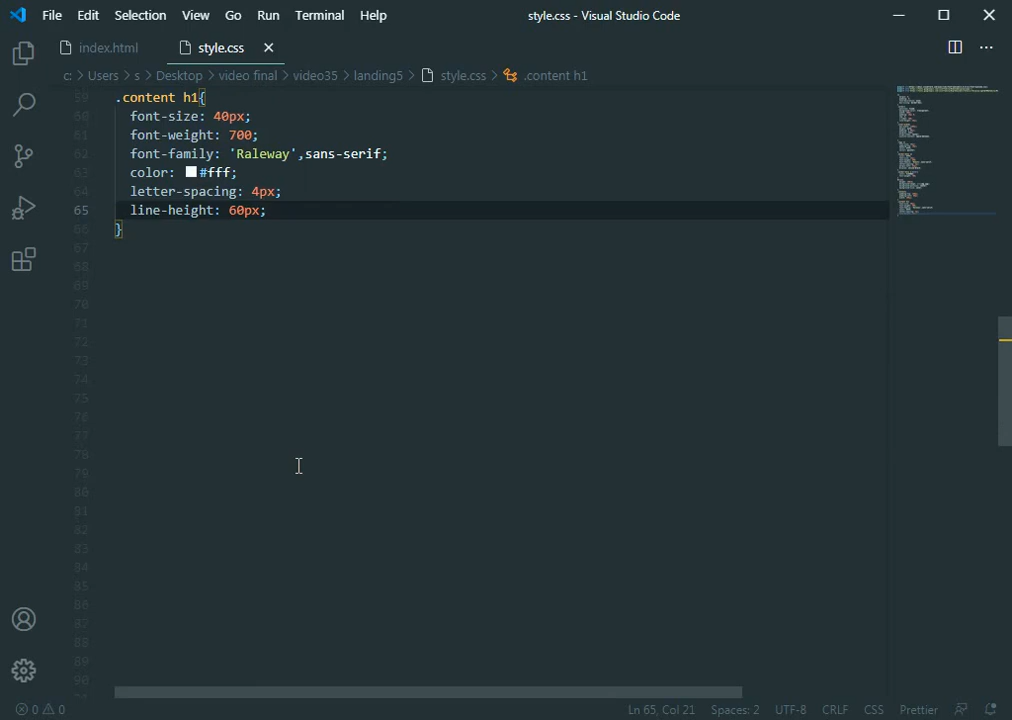 File Edit Selection View Go Run Terminal Help
style.css - Visual Studio Code
index.html
style.css
c: > Users > s > Desktop > video final > video35 > landing5 > style.css > .content h1
59 .content h1{
60 font-size: 40px;
61 font-weight: 700;
62 font-family: 'Raleway',sans-serif;
63 color: #fff;
64 letter-spacing: 4px;
65 line-height: 60px;
66 }
67
68
69
70
71
72
73
74
75
76
77
78
79
80
81
82
83
84
85
86
87
88
89
90
0 0
Ln 65, Col 21
Spaces: 2
UTF-8
CRLF
CSS
Prettier